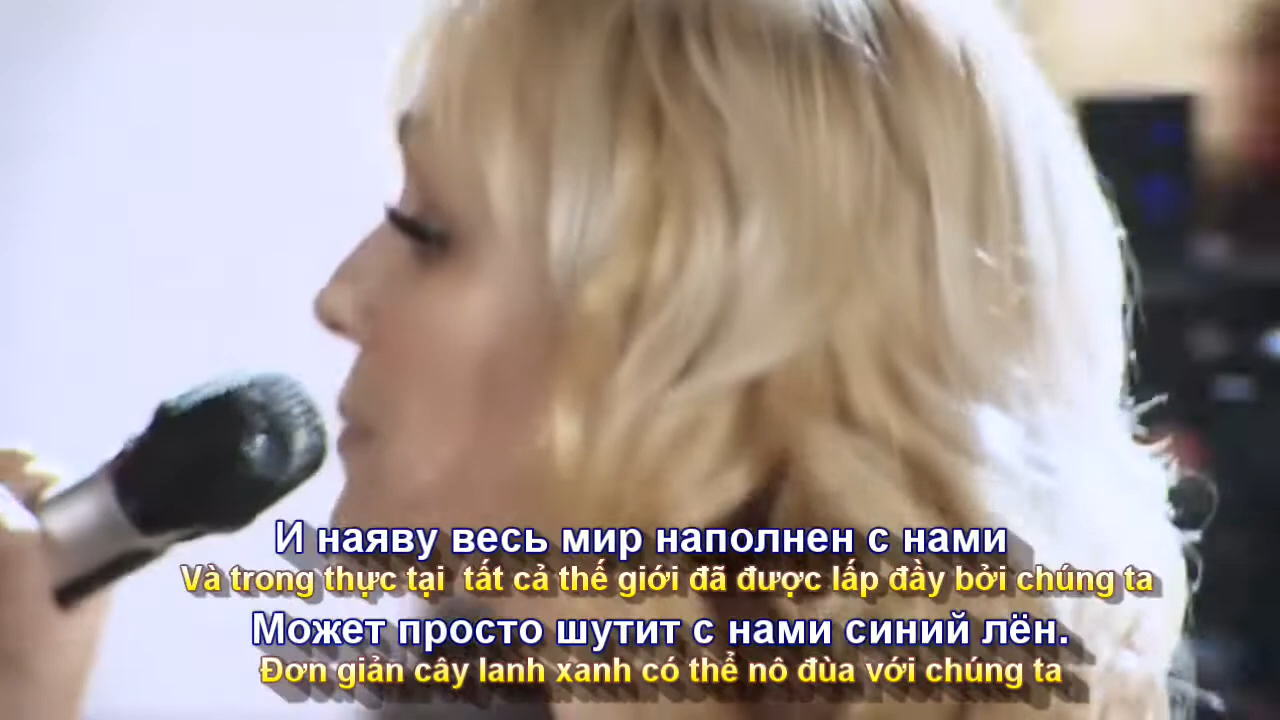 И наяву весь мир наполнен с нами
Và trong thực tại tất cả thế giới đã được lấp đầy bởi chúng ta
Может просто шутит с нами синий лён.
Đơn giản cây lanh xanh có thể nô đùa với chúng ta